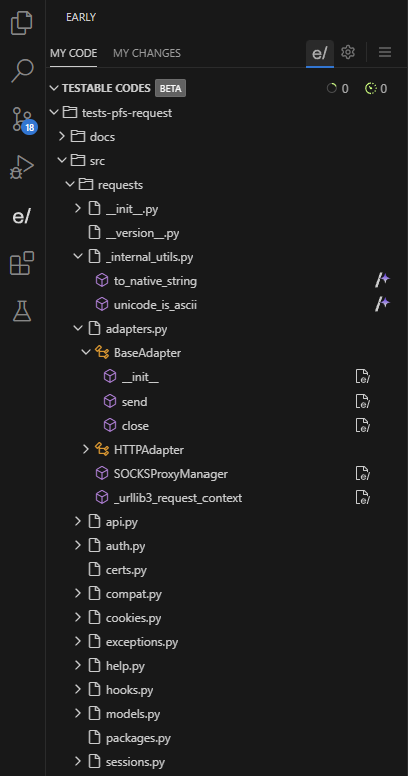 EARLY
MY CODE MY CHANGES e/
TESTABLE CODES BETA 0 0
tests-pfs-request
docs
18
src
requests
__init__.py
e/ __version__.py
_internal_utils.py
to_native_string
unicode_is_ascii
adapters.py
BaseAdapter
__init__ e/
send e/
close e/
HTTPAdapter
SOCKSProxyManager e/
_urllib3_request_context e/
api.py
auth.py
certs.py
compat.py
cookies.py
exceptions.py
help.py
hooks.py
models.py
packages.py
sessions.py